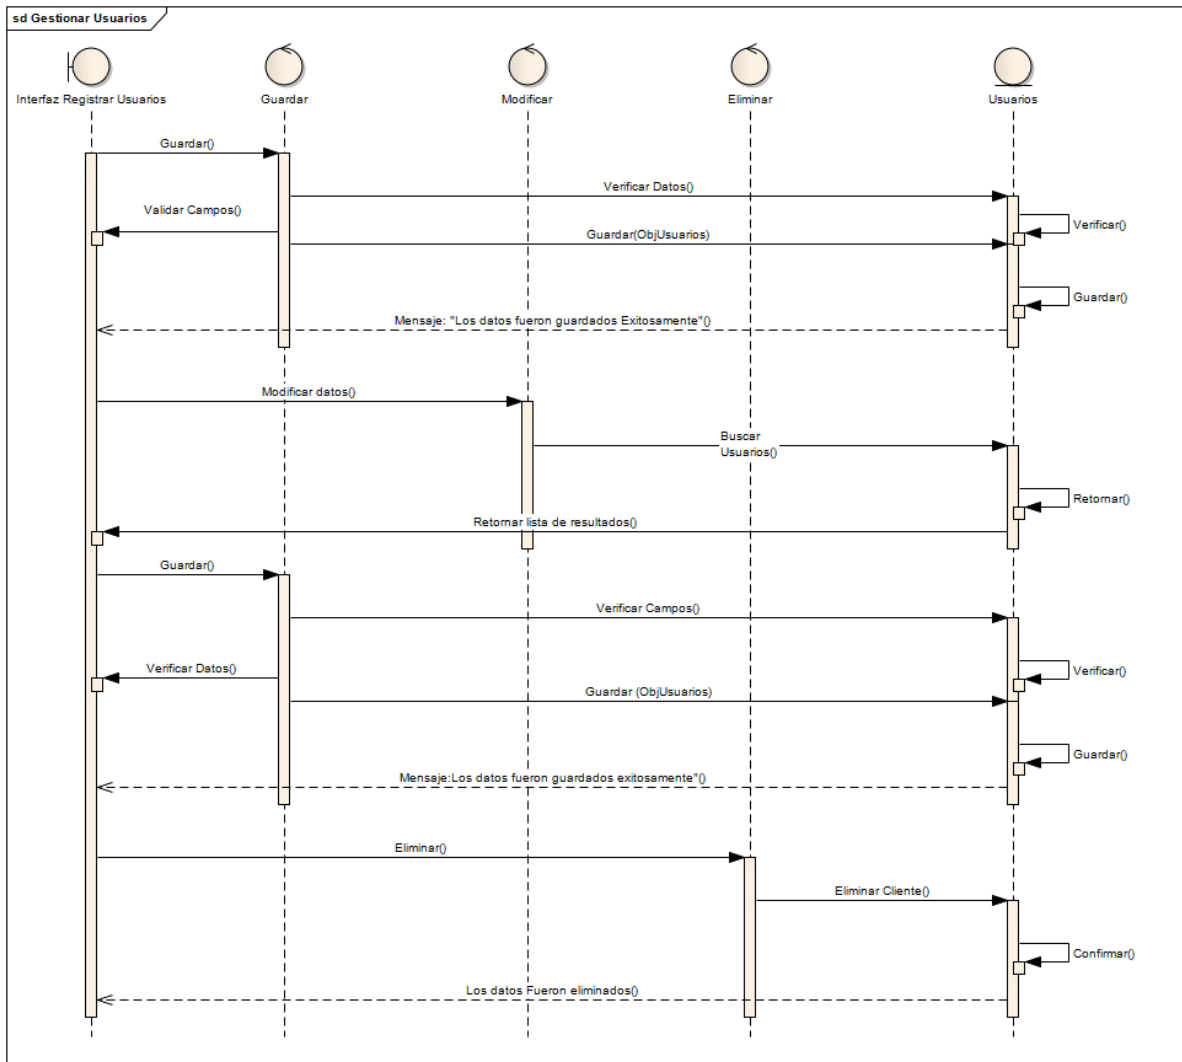 sd Gestionar Usuarios
Interfaz Registrar Usuarios
Guardar
Modificar
Eliminar
Usuarios
Guardar()
Verificar Datos()
Validar Campos()
Verificar()
Guardar(ObjUsuarios)
Guardar()
Mensaje: "Los datos fueron guardados Exitosamente"()
Modificar datos()
Buscar
Usuarios()
Retornar()
Retornar lista de resultados()
Guardar()
Verificar Campos()
Verificar Datos()
Verificar()
Guardar (ObjUsuarios)
Guardar()
Mensaje:Los datos fueron guardados exitosamente"()
Eliminar()
Eliminar Cliente()
Confirmar()
Los datos Fueron eliminados()